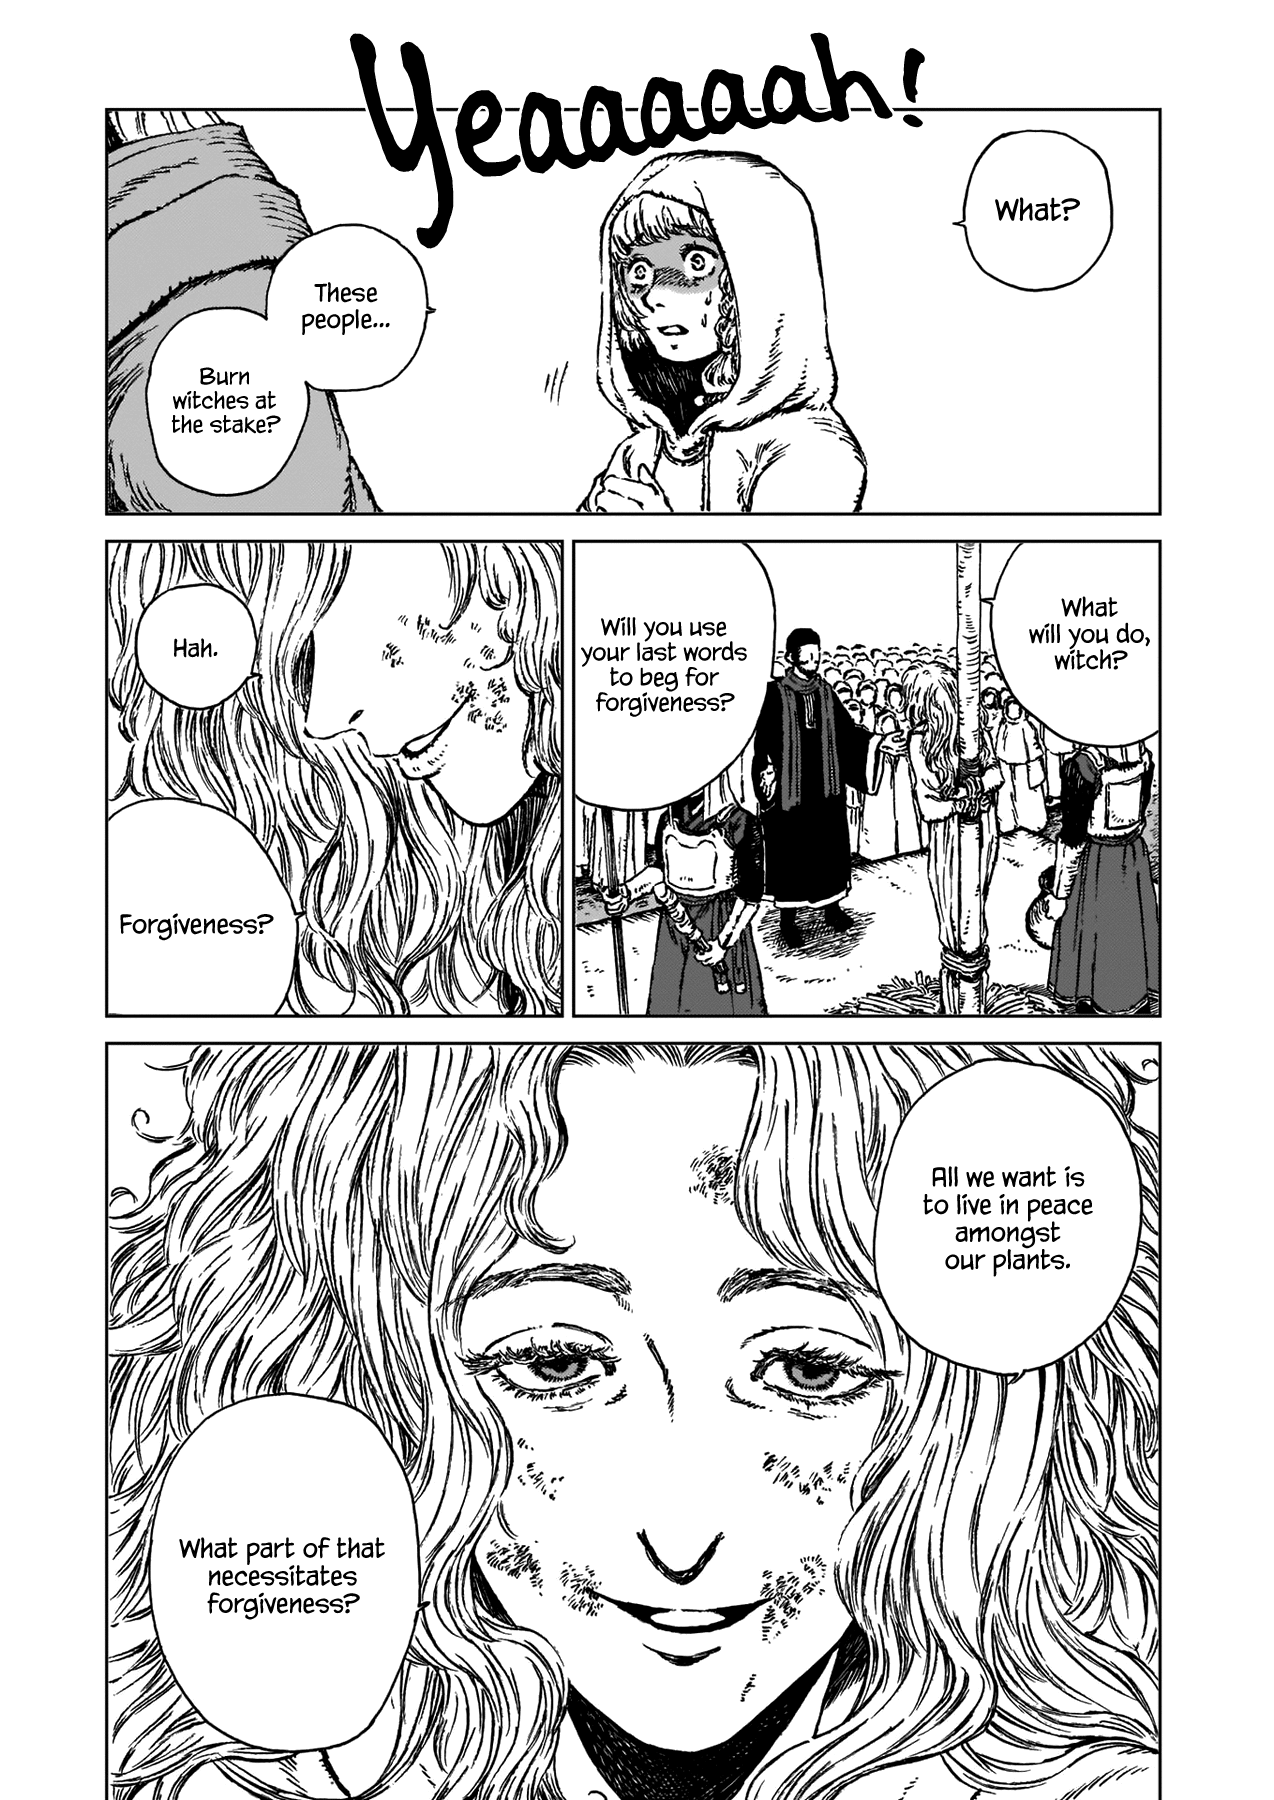 Yeaaaaaah!
What?
These
people...
Burn
witches at
the stake?
What
will you do,
witch?
Will you use
your last words
to beg for
forgiveness?
Hah.
Forgiveness?
All we want is
to live in peace
amongst
our plants.
What part of that
necessitates
forgiveness?